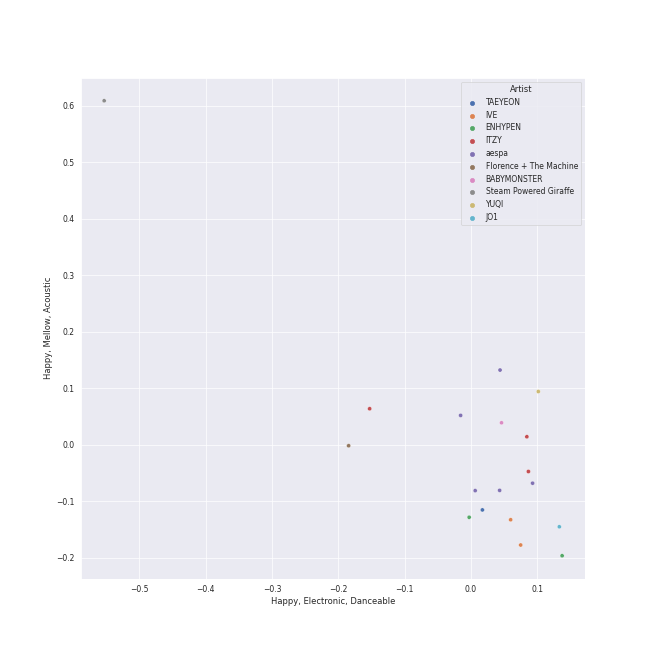 Artist
TAEYEON
IVE
ENHYPEN
ITZY
aespa
Florence + The Machine
BABYMONSTER
Steam Powered Giraffe
YUQI
JO1
0.6
0.5
0.4
0.3
0.2
0.1
0.0
−0.1
−0.2
Happy, Mellow, Acoustic
−0.5 −0.4 −0.3 −0.2 −0.1 0.0 0.1
Happy, Electronic, Danceable